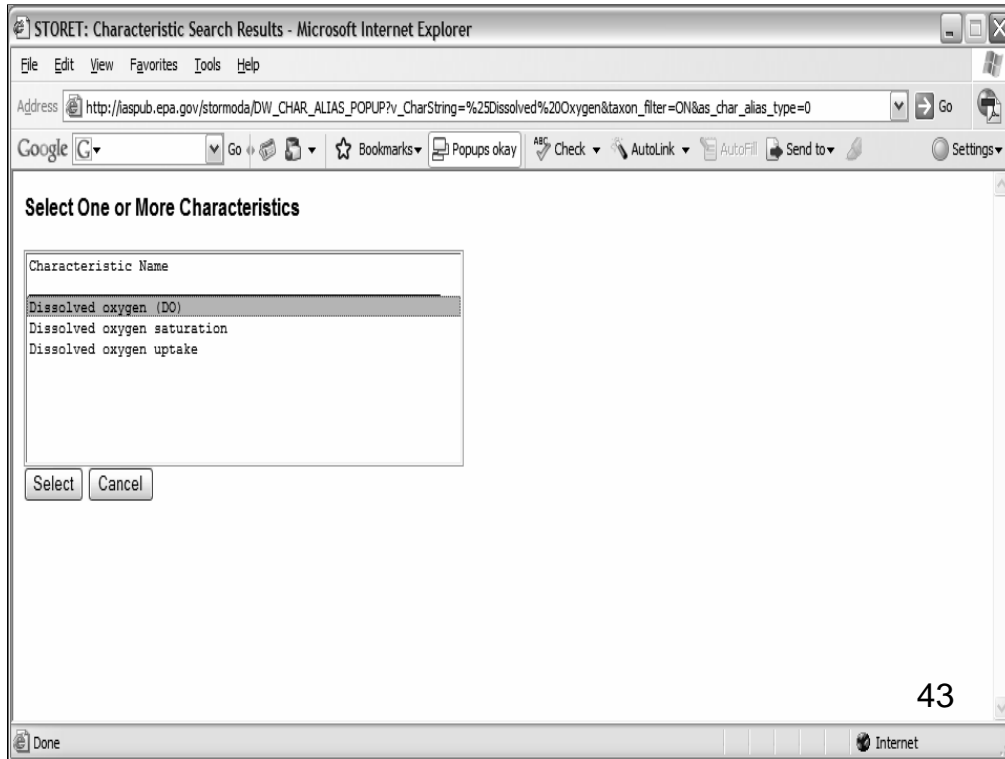 STORET: Characteristic Search Results - Microsoft Internet Explorer
File Edit View Favorites Tools Help
Address http://iaspub.epa.gov/stormoda/DW_CHAR_ALIAS_POPUP?v_CharString=%25Dissolved%20Oxygen&taxon_filter=ON&as_char_alias_type=0 Go
Google G Go Bookmarks Popups okay ABC Check AutoLink AutoFill Send to Settings
Select One or More Characteristics
Characteristic Name
Dissolved oxygen (DO)
Dissolved oxygen saturation
Dissolved oxygen uptake
Select Cancel
43
Done Internet